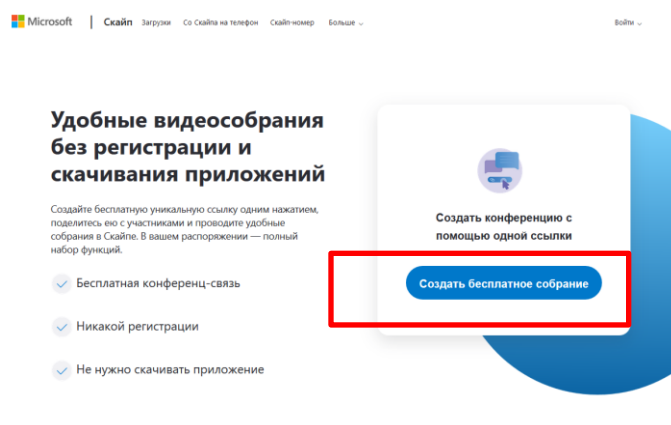 Microsoft | Скайп Загрузки Со Скайпа на телефон Скайп-номер Больше Войти
Удобные видеособрания
без регистрации и
скачивания приложений
Создайте бесплатную уникальную ссылку одним нажатием,
поделитесь ею с участниками и проводите удобные
собрания в Скайпе. В вашем распоряжении — полный
набор функций.
Бесплатная конференц-связь
Никакой регистрации
Не нужно скачивать приложение
Создать конференцию с
помощью одной ссылки
Создать бесплатное собрание